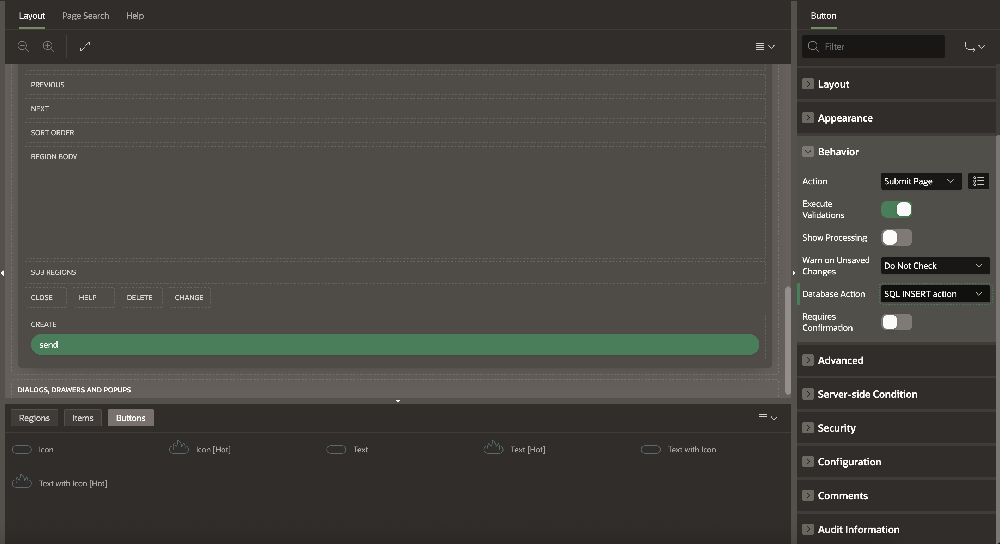 Layout Page Search Help
PREVIOUS
NEXT
SORT ORDER
REGION BODY
SUB REGIONS
CLOSE HELP DELETE CHANGE
CREATE
send
DIALOGS, DRAWERS AND POPUPS
Regions Items Buttons
Icon Icon [Hot] Text Text [Hot] Text with Icon
Text with Icon [Hot]
Button
Filter
Layout
Appearance
Behavior
Action Submit Page
Execute
Validations
Show Processing
Warn on Unsaved
Changes Do Not Check
Database Action SQL INSERT action
Requires
Confirmation
Advanced
Server-side Condition
Security
Configuration
Comments
Audit Information